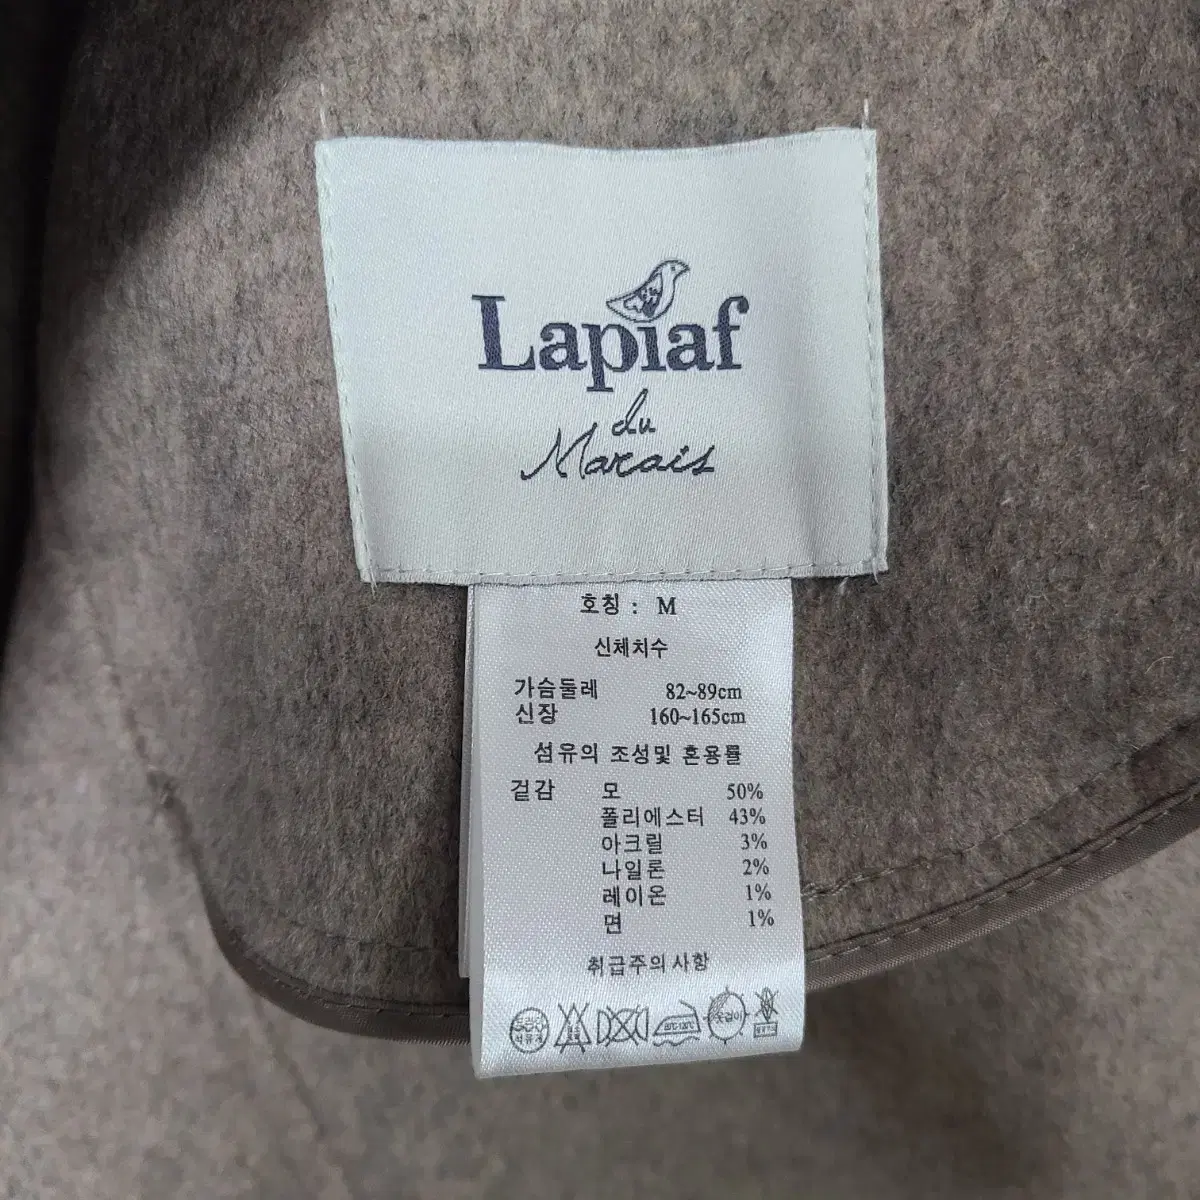 Lapiaf
du
Marais
호칭 : M
신체치수
가슴둘레 82~89cm
신장 160~165cm
섬유의 조성및 혼용률
겉감 모 50%
폴리에스터 43%
아크릴 3%
나일론 2%
레이온 1%
면 1%
취급주의사항
옷걸이